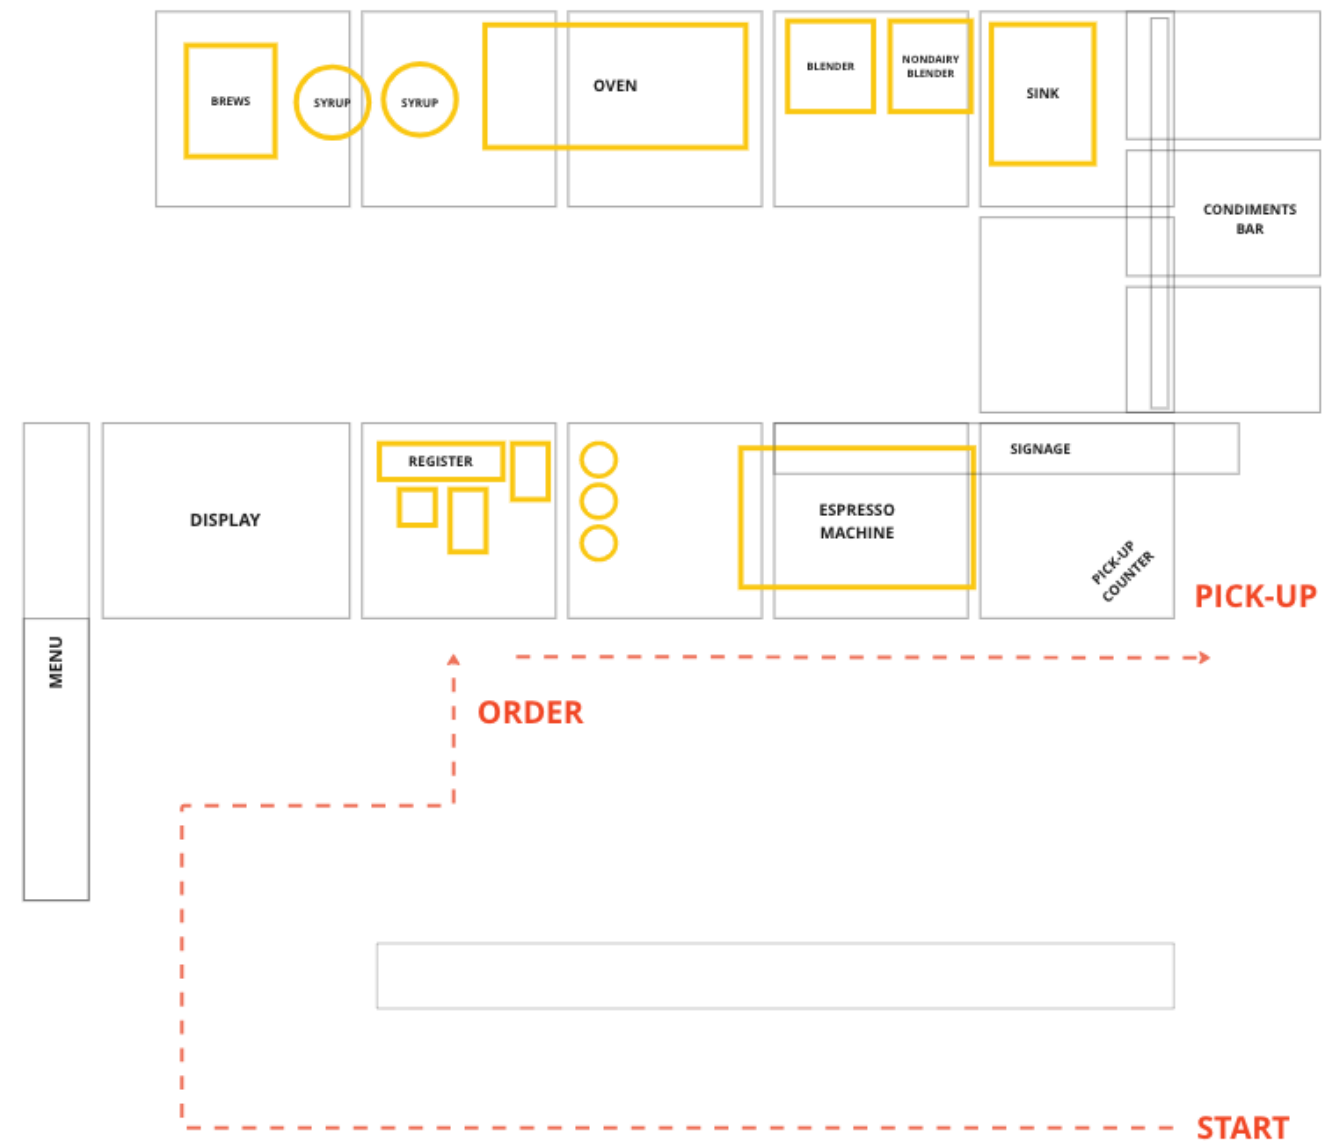 BREWS
SYRUP
SYRUP
OVEN
BLENDER
NONDAIRY
BLENDER
SINK
CONDIMENTS
BAR
DISPLAY
REGISTER
ESPRESSO
MACHINE
SIGNAGE
PICK-UP
COUNTER
PICK-UP
MENU
ORDER
START